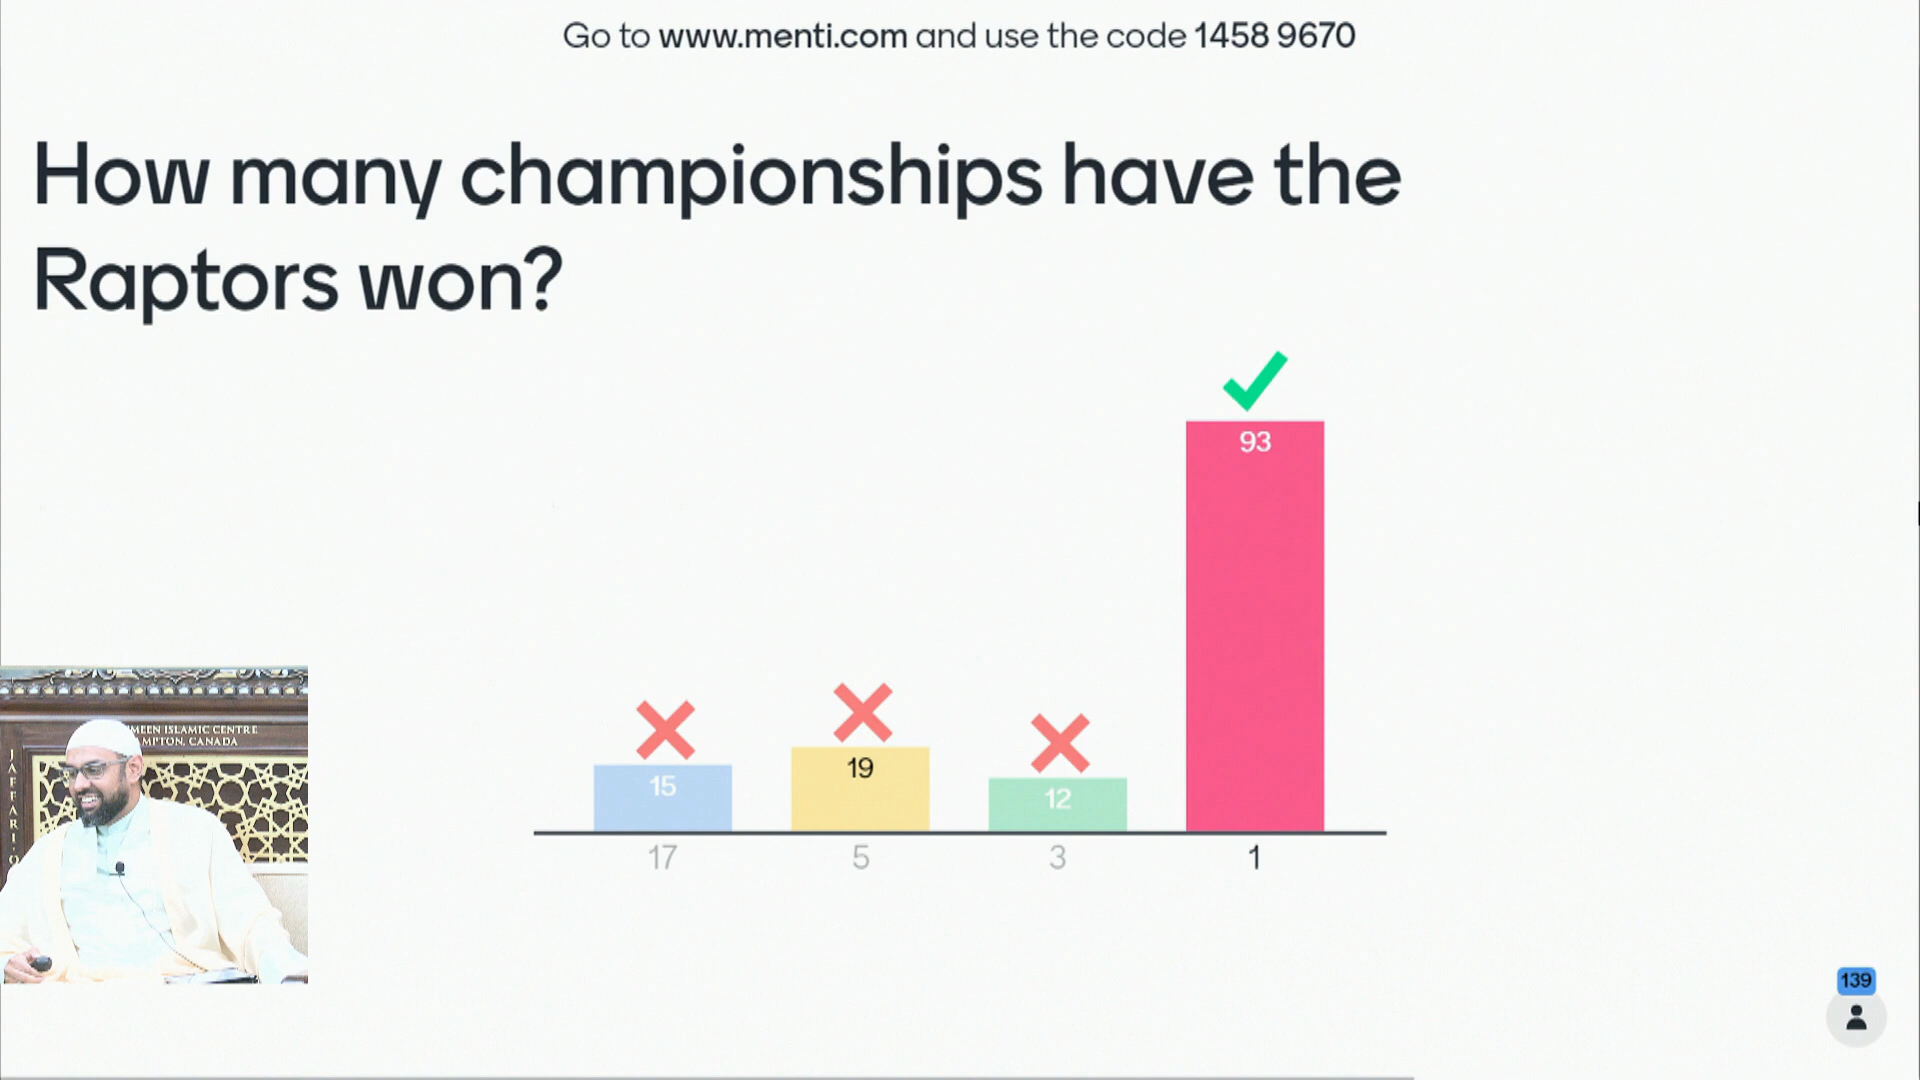 Go to www.menti.com and use the code 1458 9670
How many championships have the
Raptors won?
93
15
19
12
17
5
3
1
MEEN ISLAMIC CENTRE
MPTON, CANADA
JAFFARI
139